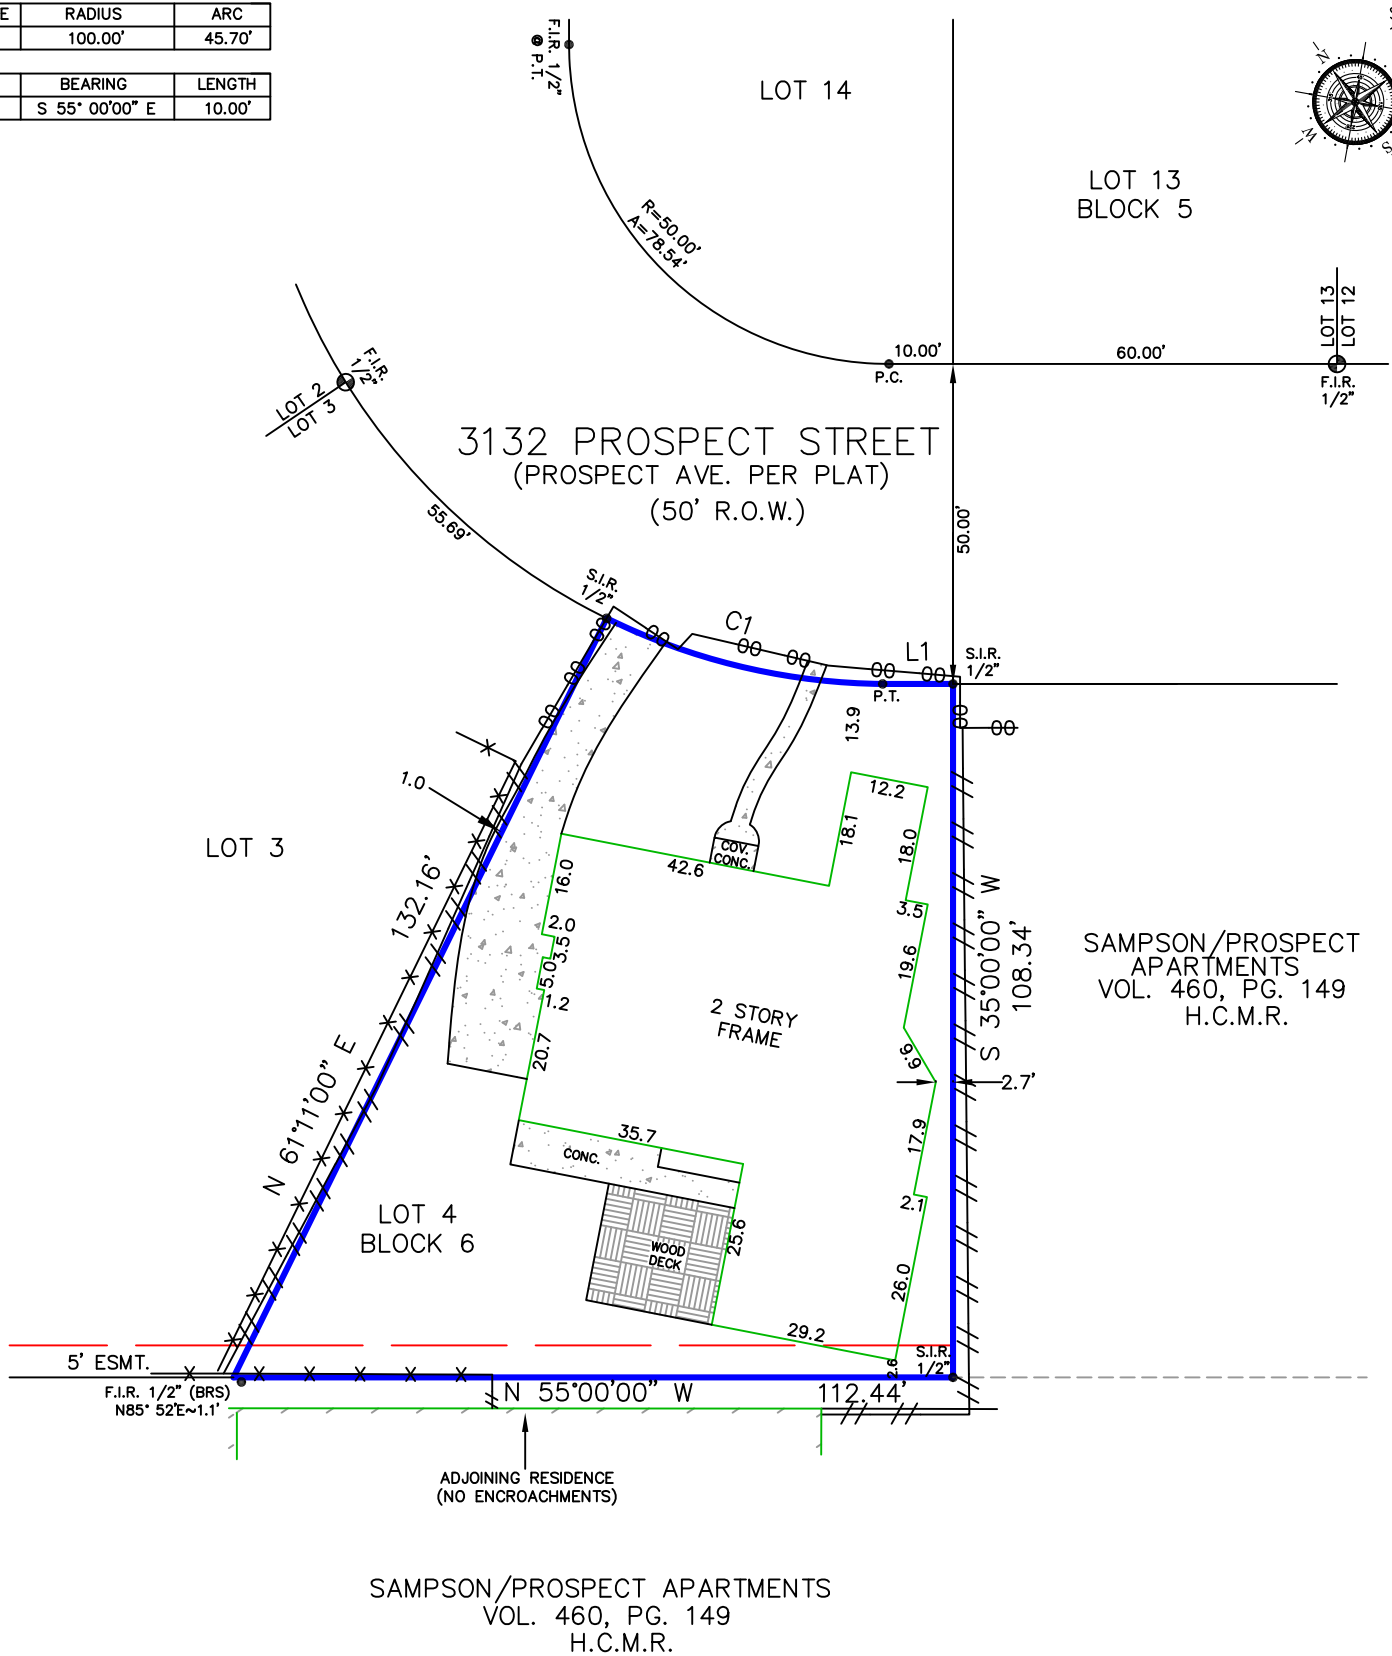 E RADIUS ARC
100.00' 45.70'
BEARING LENGTH
S 55° 00'00" E 10.00'
F.I.R. 1/2"
@ P.T.
LOT 14
LOT 13
BLOCK 5
N
W
S
R=50.00'
A=78.54'
LOT 13
LOT 12
10.00'
60.00'
P.C.
F.I.R.
1/2"
F.I.R.
1/2"
LOT 2
LOT 3
3132 PROSPECT STREET
(PROSPECT AVE. PER PLAT)
(50' R.O.W.)
55.69'
50.00'
S.I.R.
1/2"
C1
L1
S.I.R.
1/2"
P.T.
13.9
1.0
12.2
18.1
18.0
LOT 3
COV.
CONC.
42.6
16.0
132.16'
3.5
2.0
3.5
5.0
1.2
19.6
S 35°00'00" W
108.34'
SAMPSON/PROSPECT
APARTMENTS
VOL. 460, PG. 149
H.C.M.R.
2 STORY
FRAME
20.7
9.9
2.7'
N 61°11'00" E
35.7
17.9
CONC.
2.1
LOT 4
BLOCK 6
25.6
WOOD
DECK
26.0
29.2
5' ESMT.
S.I.R.
1/2"
2.6
F.I.R. 1/2" (BRS)
N85° 52'E~1.1'
N 55°00'00" W 112.44'
ADJOINING RESIDENCE
(NO ENCROACHMENTS)
SAMPSON/PROSPECT APARTMENTS
VOL. 460, PG. 149
H.C.M.R.